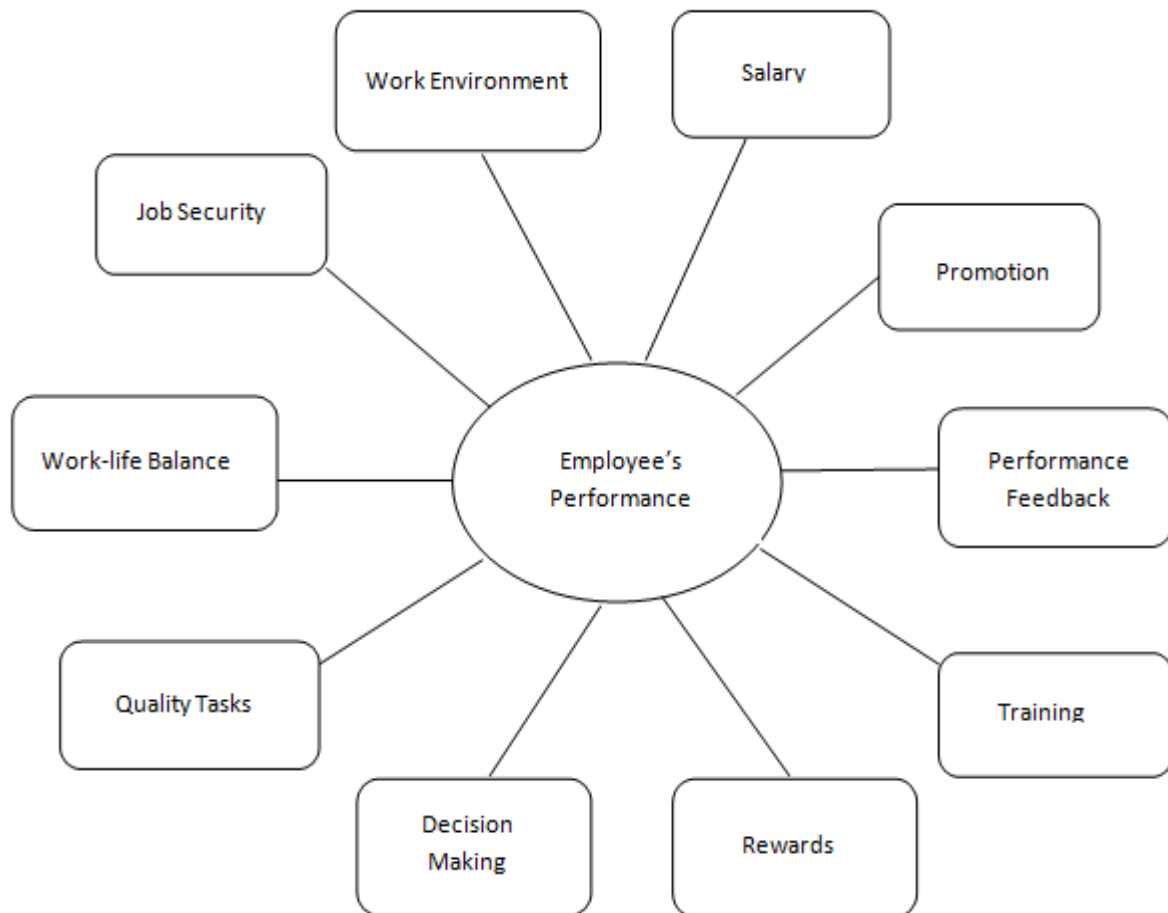 Work Environment
Salary
Job Security
Promotion
Work-life Balance
Employee’s
Performance
Performance
Feedback
Quality Tasks
Training
Decision
Making
Rewards